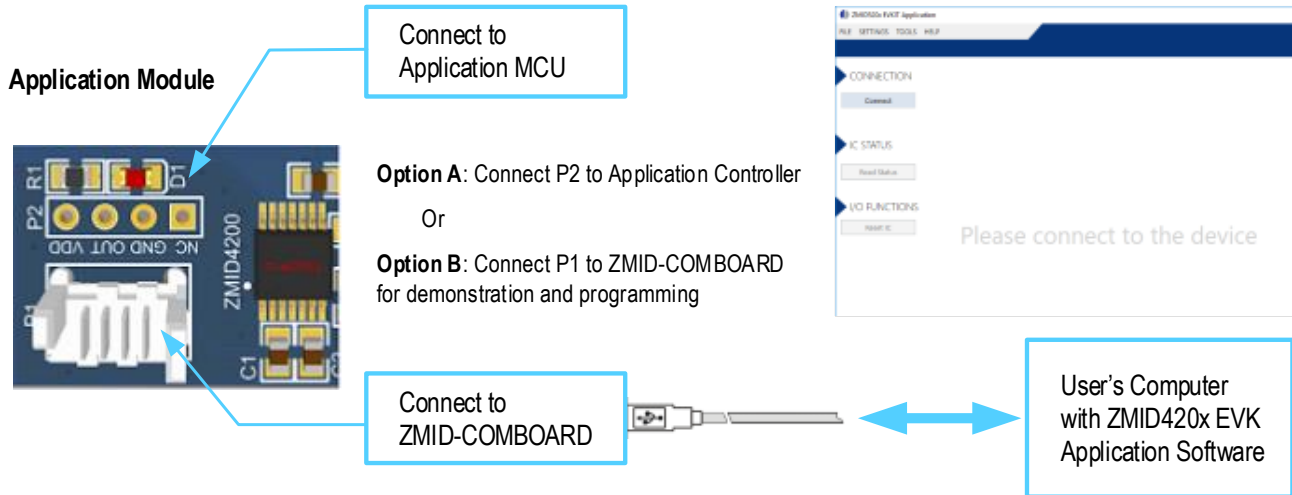 Application Module
Connect to
Application MCU
R1
D1
P2
VDD OUT GND NC
ZMID4200
P1
C1
C2
Option A: Connect P2 to Application Controller
Or
Option B: Connect P1 to ZMID-COMBOARD
for demonstration and programming
Connect to
ZMID-COMBOARD
FILE SETTINGS TOOLS HELP
CONNECTION
Connect
IC STATUS
Read Status
I/O FUNCTIONS
Reset IC
Please connect to the device
User's Computer
with ZMID420x EVK
Application Software